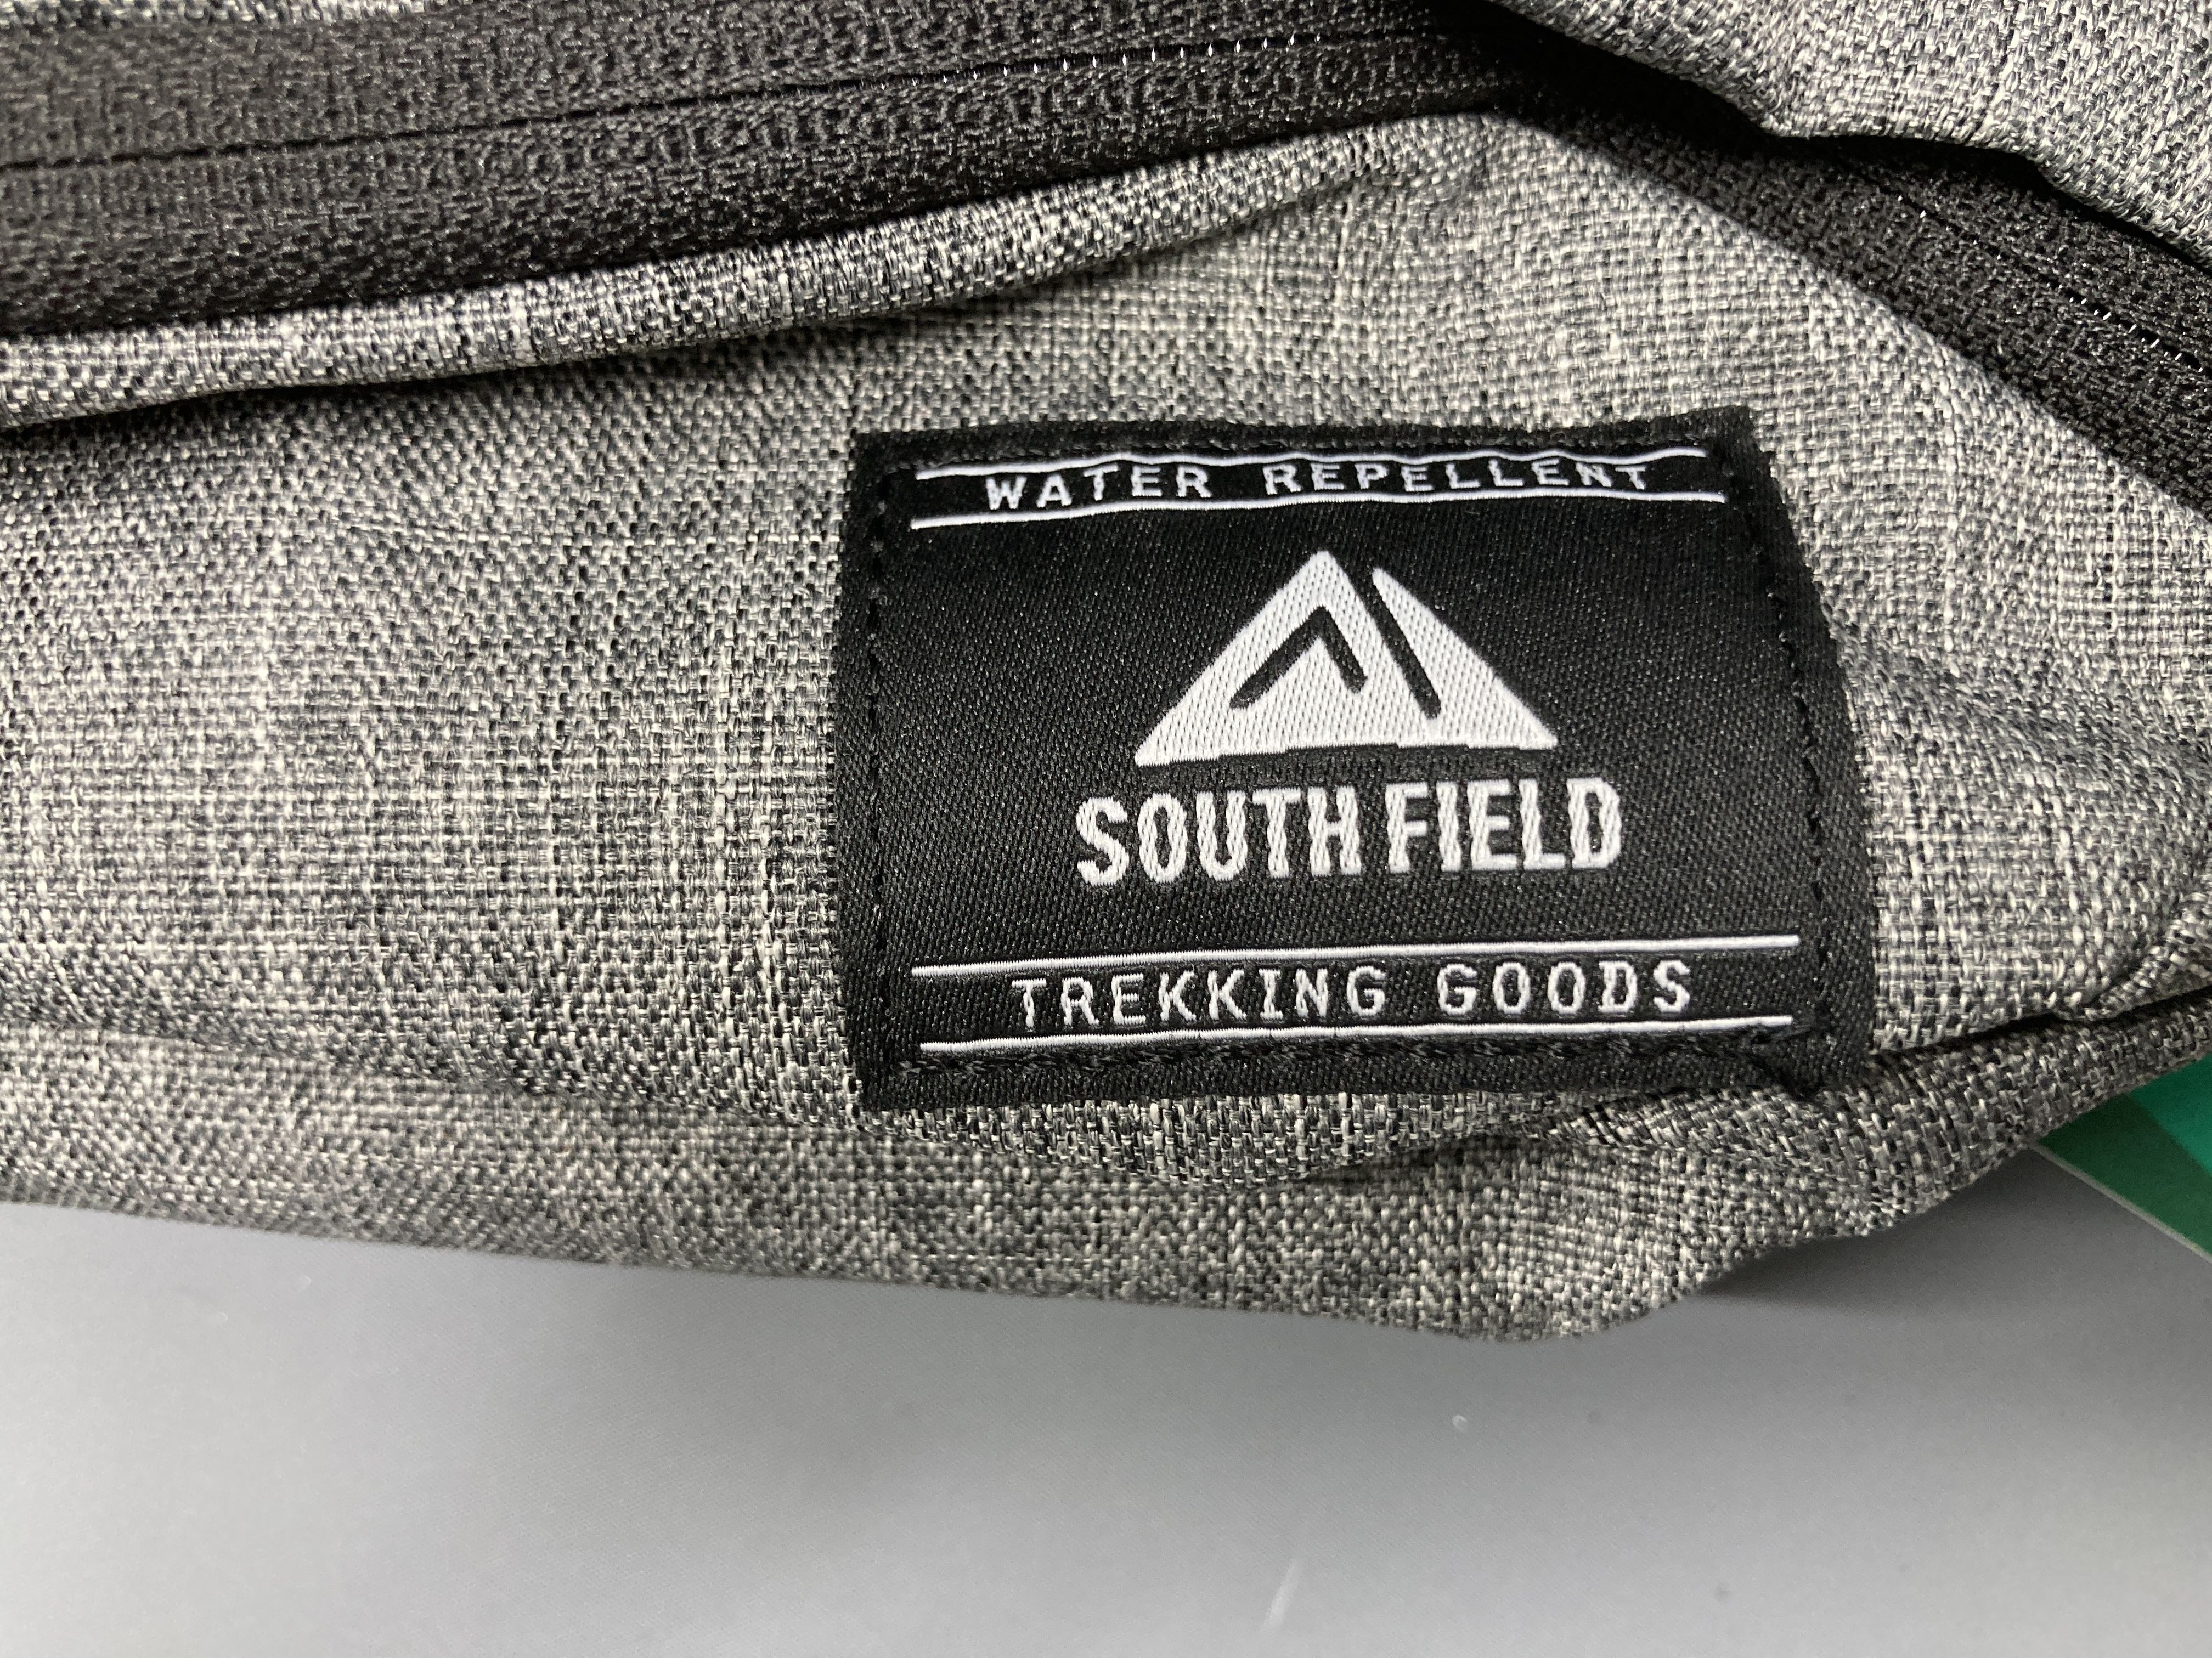 WATER REPELLENT
SOUTH FIELD
TREKKING GOODS